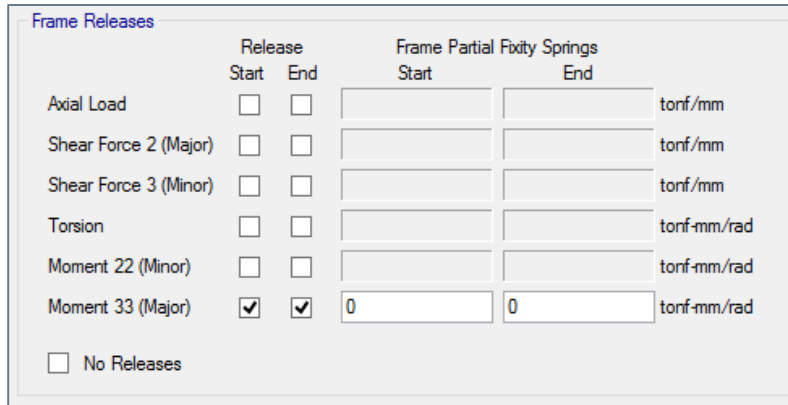 Frame Releases
Release Frame Partial Fixity Springs
Start End Start End
Axial Load tonf/mm
Shear Force 2 (Major) tonf/mm
Shear Force 3 (Minor) tonf/mm
Torsion tonf-mm/rad
Moment 22 (Minor) tonf-mm/rad
Moment 33 (Major) 0 0 tonf-mm/rad
No Releases